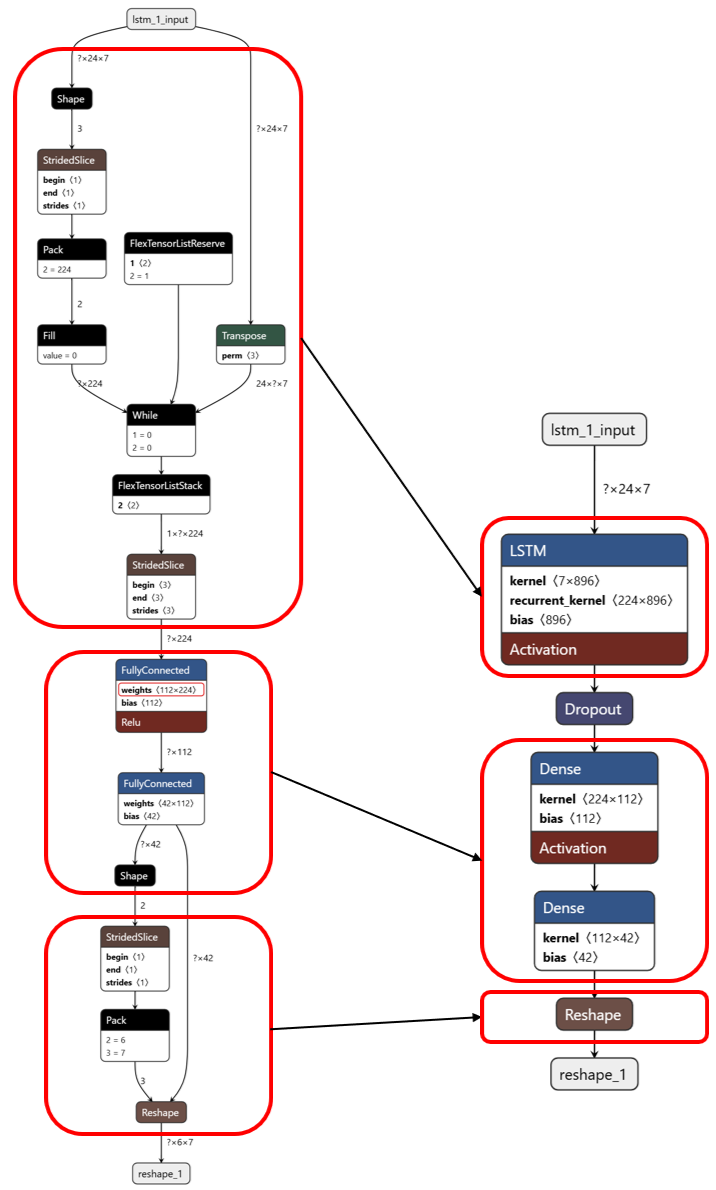 lstm_1_input
?×24×7
Shape
3
?×24×7
StridedSlice
begin 〈1〉
end 〈1〉
strides 〈1〉
FlexTensorListReserve
1 〈2〉
2 = 1
Pack
2 = 224
2
Fill
value = 0
Transpose
perm 〈3〉
?×224
24×?×7
While
1 = 0
2 = 0
FlexTensorListStack
2 〈2〉
1×?×224
StridedSlice
begin 〈3〉
end 〈3〉
strides 〈3〉
?×224
FullyConnected
weights 〈112×224〉
bias 〈112〉
Relu
?×112
FullyConnected
weights 〈42×112〉
bias 〈42〉
?×42
Shape
2
StridedSlice
begin 〈1〉
end 〈1〉
strides 〈1〉
?×42
Pack
2 = 6
3 = 7
3
Reshape
?×6×7
reshape_1
lstm_1_input
?×24×7
LSTM
kernel 〈7×896〉
recurrent_kernel 〈224×896〉
bias 〈896〉
Activation
Dropout
Dense
kernel 〈224×112〉
bias 〈112〉
Activation
Dense
kernel 〈112×42〉
bias 〈42〉
Reshape
reshape_1